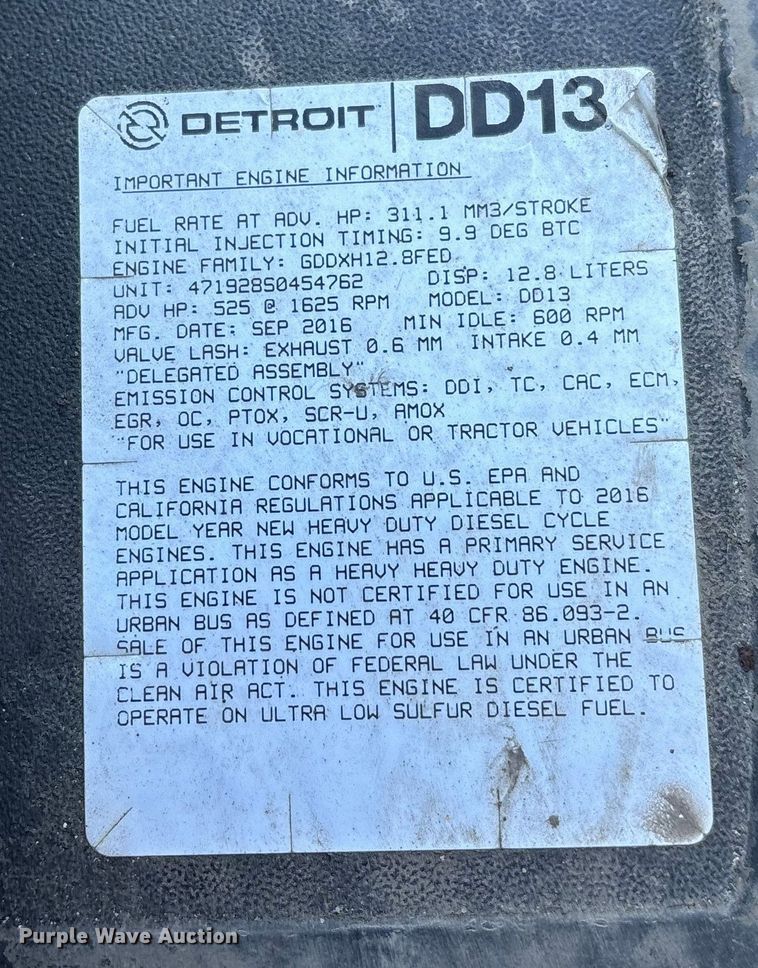 DETROIT DD13
IMPORTANT ENGINE INFORMATION
FUEL RATE AT ADV. HP: 311.1 MM3/STROKE
INITIAL INJECTION TIMING: 9.9 DEG BTC
ENGINE FAMILY: GDDXH12.8FED
UNIT: 471928S0454762 DISP: 12.8 LITERS
ADV HP: 525 @ 1625 RPM MODEL: DD13
MFG. DATE: SEP 2016 MIN IDLE: 600 RPM
VALVE LASH: EXHAUST 0.6 MM INTAKE 0.4 MM
"DELEGATED ASSEMBLY"
EMISSION CONTROL SYSTEMS: DDI, TC, CAC, ECM,
EGR, OC, PTOX, SCR-U, AMOX
"FOR USE IN VOCATIONAL OR TRACTOR VEHICLES"
THIS ENGINE CONFORMS TO U.S. EPA AND
CALIFORNIA REGULATIONS APPLICABLE TO 2016
MODEL YEAR NEW HEAVY DUTY DIESEL CYCLE
ENGINES. THIS ENGINE HAS A PRIMARY SERVICE
APPLICATION AS A HEAVY HEAVY DUTY ENGINE.
THIS ENGINE IS NOT CERTIFIED FOR USE IN AN
URBAN BUS AS DEFINED AT 40 CFR 86.093-2.
SALE OF THIS ENGINE FOR USE IN AN URBAN BUS
IS A VIOLATION OF FEDERAL LAW UNDER THE
CLEAN AIR ACT. THIS ENGINE IS CERTIFIED TO
OPERATE ON ULTRA LOW SULFUR DIESEL FUEL.
Purple Wave Auction